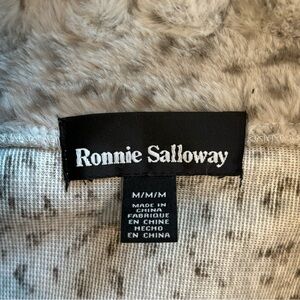 Ronnie Salloway
M/M/M
MADE IN
CHINA
FABRIQUE
EN CHINE
HECHO
EN CHINA